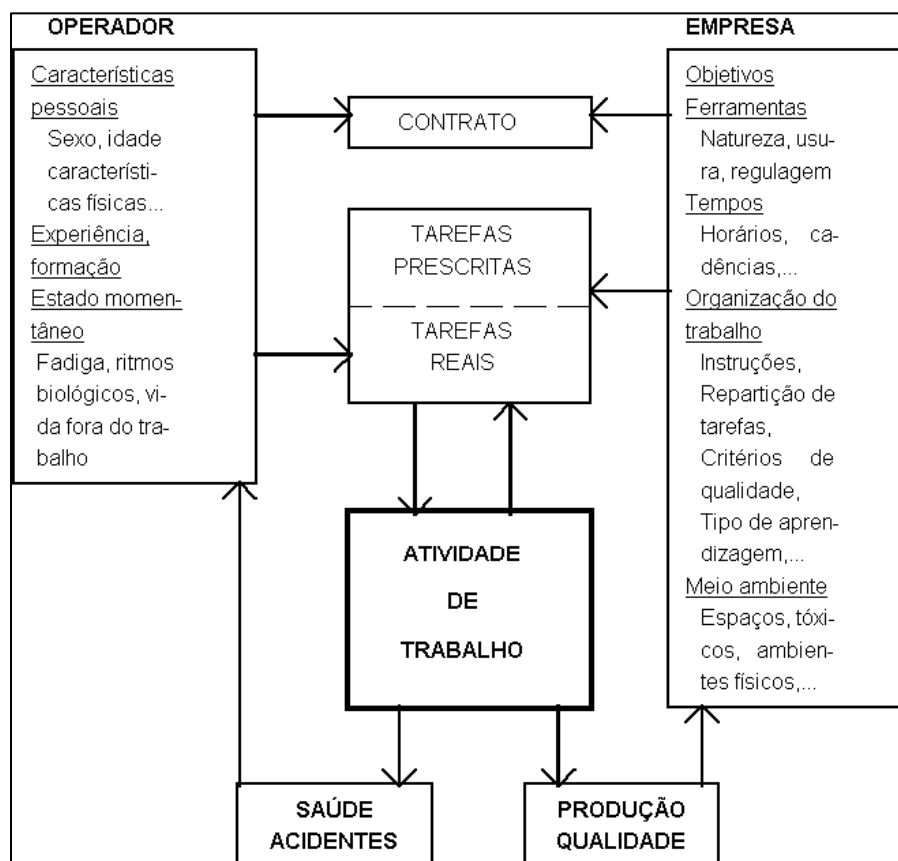 OPERADOR
Características
pessoais
Sexo, idade
característi-
cas físicas...
Experiência,
formação
Estado momen-
tâneo
Fadiga, ritmos
biológicos, vi-
da fora do tra-
balho
CONTRATO
TAREFAS
PRESCRITAS
TAREFAS
REAIS
ATIVIDADE
DE
TRABALHO
EMPRESA
Objetivos
Ferramentas
Natureza, usu-
ra, regulagem
Tempos
Horários, ca-
dências,...
Organização do
trabalho
Instruções,
Repartição de
tarefas,
Critérios de
qualidade,
Tipo de apren-
dizagem,...
Meio ambiente
Espaços, tóxi-
cos, ambien-
tes físicos,...
SAÚDE
ACIDENTES
PRODUÇÃO
QUALIDADE